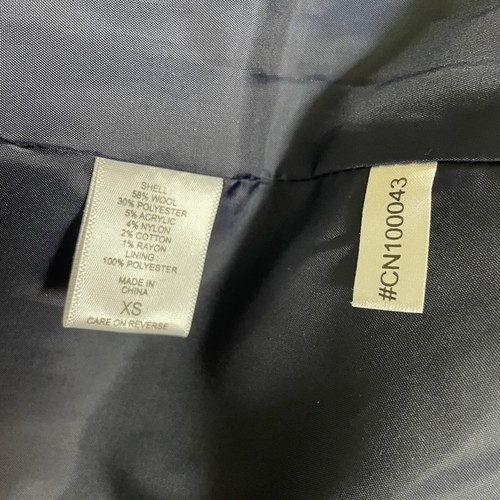 SHELL:
58% WOOL
30% POLYESTER
5% ACRYLIC
4% NYLON
2% COTTON
1% RAYON
LINING:
100% POLYESTER
MADE IN
CHINA
XS
CARE ON REVERSE
#CN100043